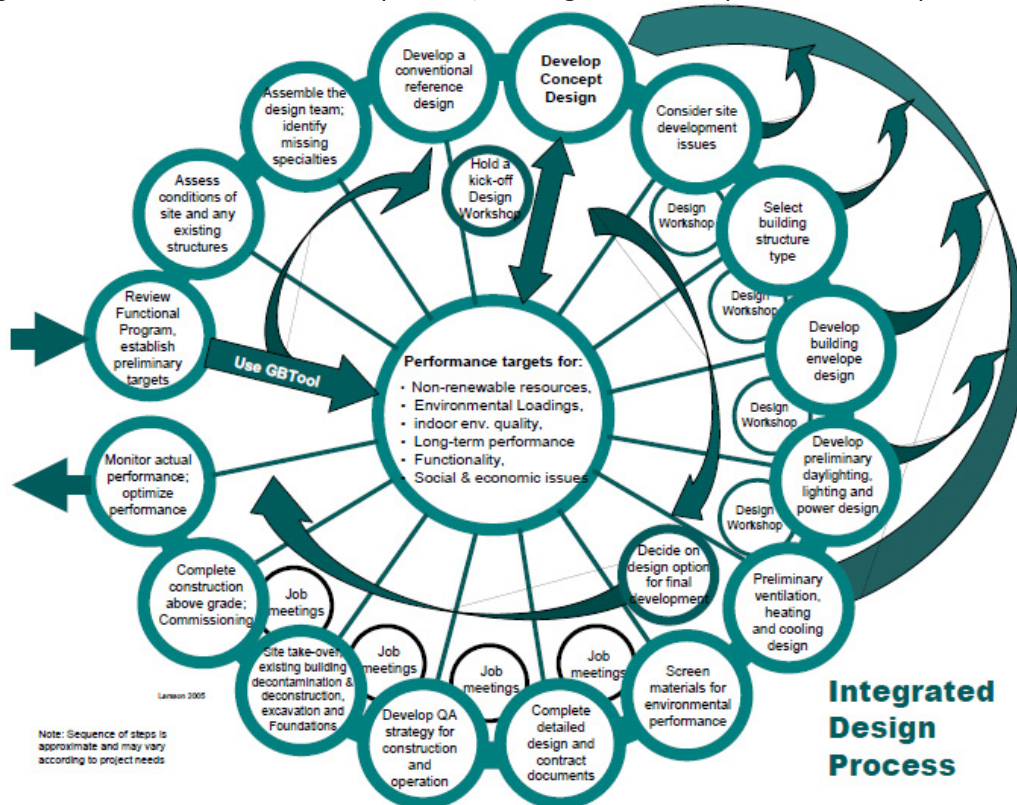 Develop a
conventional
reference
design
Develop
Concept
Design
Consider site
development
issues
Select
building
structure
type
Develop
building
envelope
design
Develop
preliminary
daylighting,
lighting and
power design,
Preliminary
ventilation,
heating
and cooling
design
Screen
materials for
environmental
performance
Complete
detailed
design and
contract
documents
Develop QA
strategy for
construction
and
operation
Site take-over,
existing building
decontamination &
deconstruction,
excavation and
Foundations,
Complete
construction
above grade;
Commissioning
Monitor actual
performance;
optimize
performance
Review
Functional
Program,
establish
preliminary
targets
Assess
conditions of
site and any
existing
structures
Assemble the
design team;
identify
missing
specialties
Hold a
kick-off
Design
Workshop
Design
Workshop
Design
Workshop
Design
Workshop
Design
Workshop
Decide on
design option
for final
development
Job
meetings
Job
meetings
Job
meetings
Job
meetings
Use GBTool
Performance targets for:
• Non-renewable resources,
• Environmental Loadings,
• indoor env. quality,
• Long-term performance
• Functionality,
• Social & economic issues
Larsson 2005
Note: Sequence of steps is
approximate and may vary
according to project needs
Integrated
Design
Process